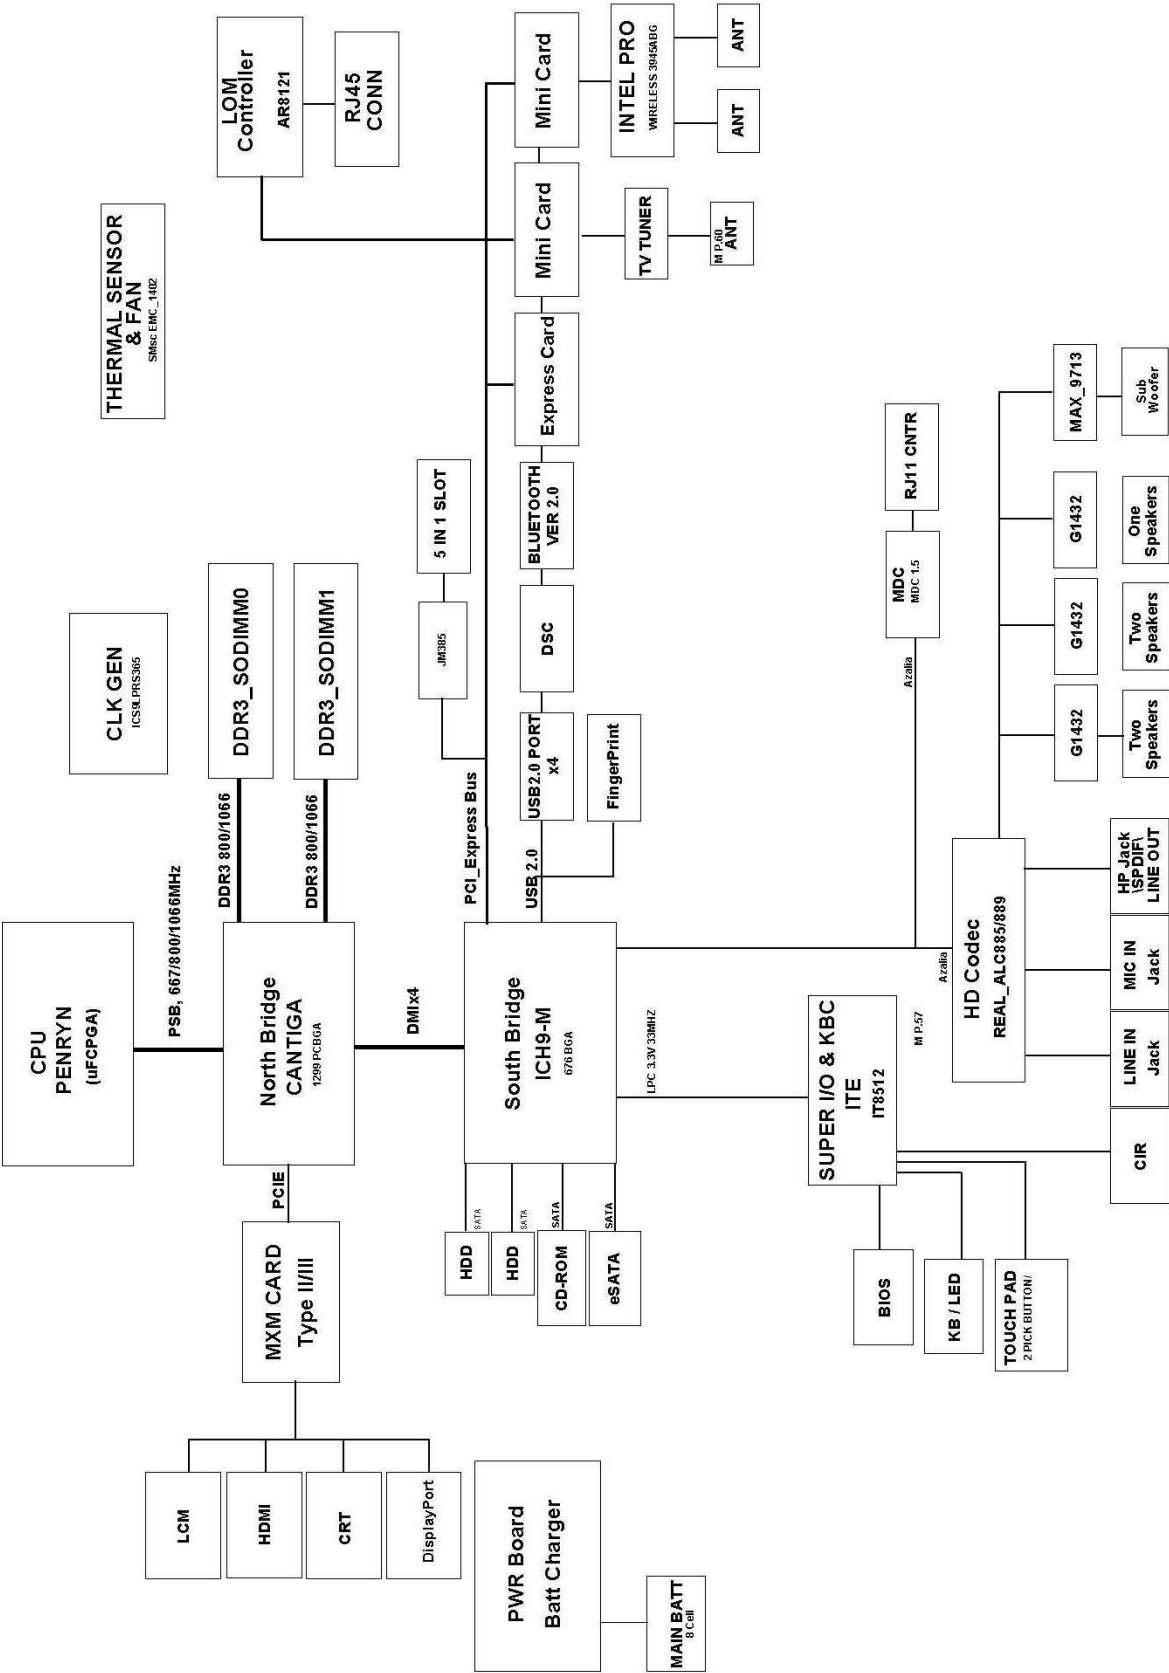 CPU
PENRYN
(uFCPGA)
CLK GEN
ICS9LPRS365
THERMAL SENSOR
& FAN
SMsc EMC_1402
PSB, 667/800/1066MHz
LCM
HDMI
CRT
DisplayPort
MXM CARD
Type II/III
PCIE
North Bridge
CANTIGA
1299 PCBGA
DDR3 800/1066
DDR3_SODIMM0
DDR3 800/1066
DDR3_SODIMM1
LOM
Controller
AR8121
RJ45
CONN
DMIx4
JM385
5 IN 1 SLOT
PWR Board
Batt Charger
MAIN BATT
8 Cell
HDD
SATA
HDD
SATA
CD-ROM
SATA
eSATA
SATA
South Bridge
ICH9-M
676 BGA
PCI_Express Bus
USB 2.0
USB2.0 PORT
x4
DSC
BLUETOOTH
VER 2.0
Express Card
Mini Card
Mini Card
FingerPrint
TV TUNER
M P.60
ANT
INTEL PRO
WIRELESS 3945ABG
ANT
ANT
LPC 3.3V 33MHZ
SUPER I/O & KBC
ITE
IT8512
M P.57
BIOS
KB / LED
TOUCH PAD
2 PICK BUTTON/
CIR
Azalia
Azalia
MDC
MDC 1.5
RJ11 CNTR
HD Codec
REAL_ALC885/889
LINE IN
Jack
MIC IN
Jack
HP Jack
\SPDIF\
LINE OUT
G1432
G1432
G1432
MAX_9713
Two
Speakers
Two
Speakers
One
Speakers
Sub
Woofer